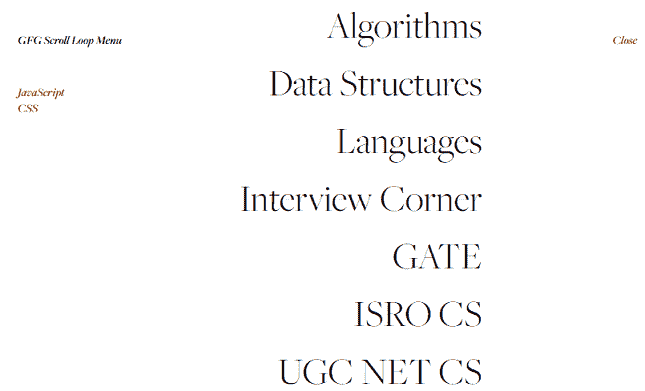 GFG Scroll Loop Menu
Close
JavaScript
CSS
Algorithms
Data Structures
Languages
Interview Corner
GATE
ISRO CS
UGC NET CS